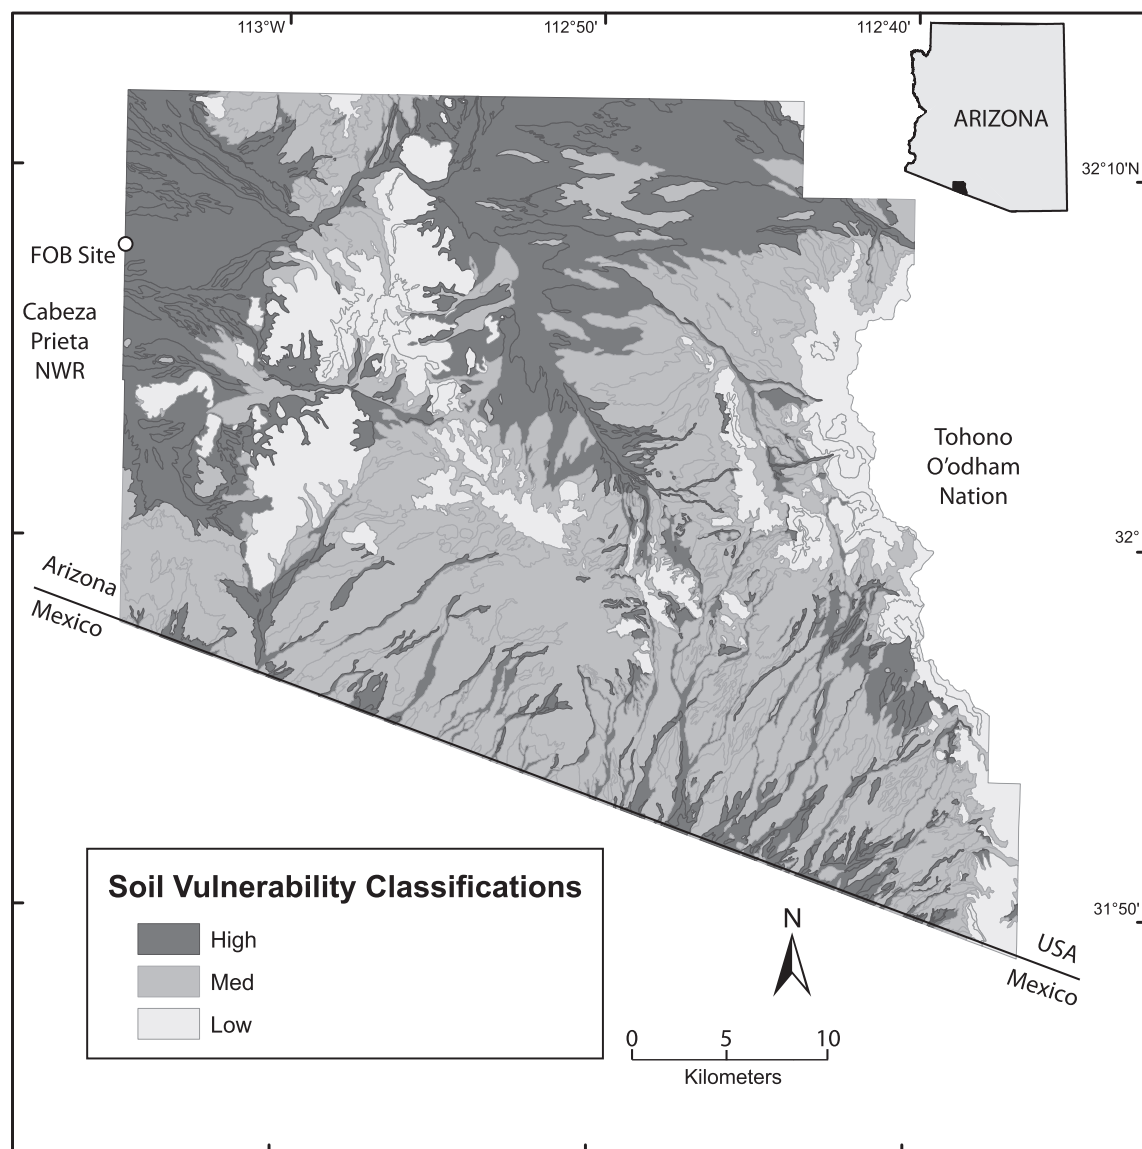 113°W
112°50'
112°40'
ARIZONA
32°10'N
FOB Site
Cabeza
Prieta
NWR
Tohono
O'odham
Nation
32°
Arizona
Mexico
31°50'
Soil Vulnerability Classifications
High
Med
Low
N
USA
Mexico
0 5 10
Kilometers